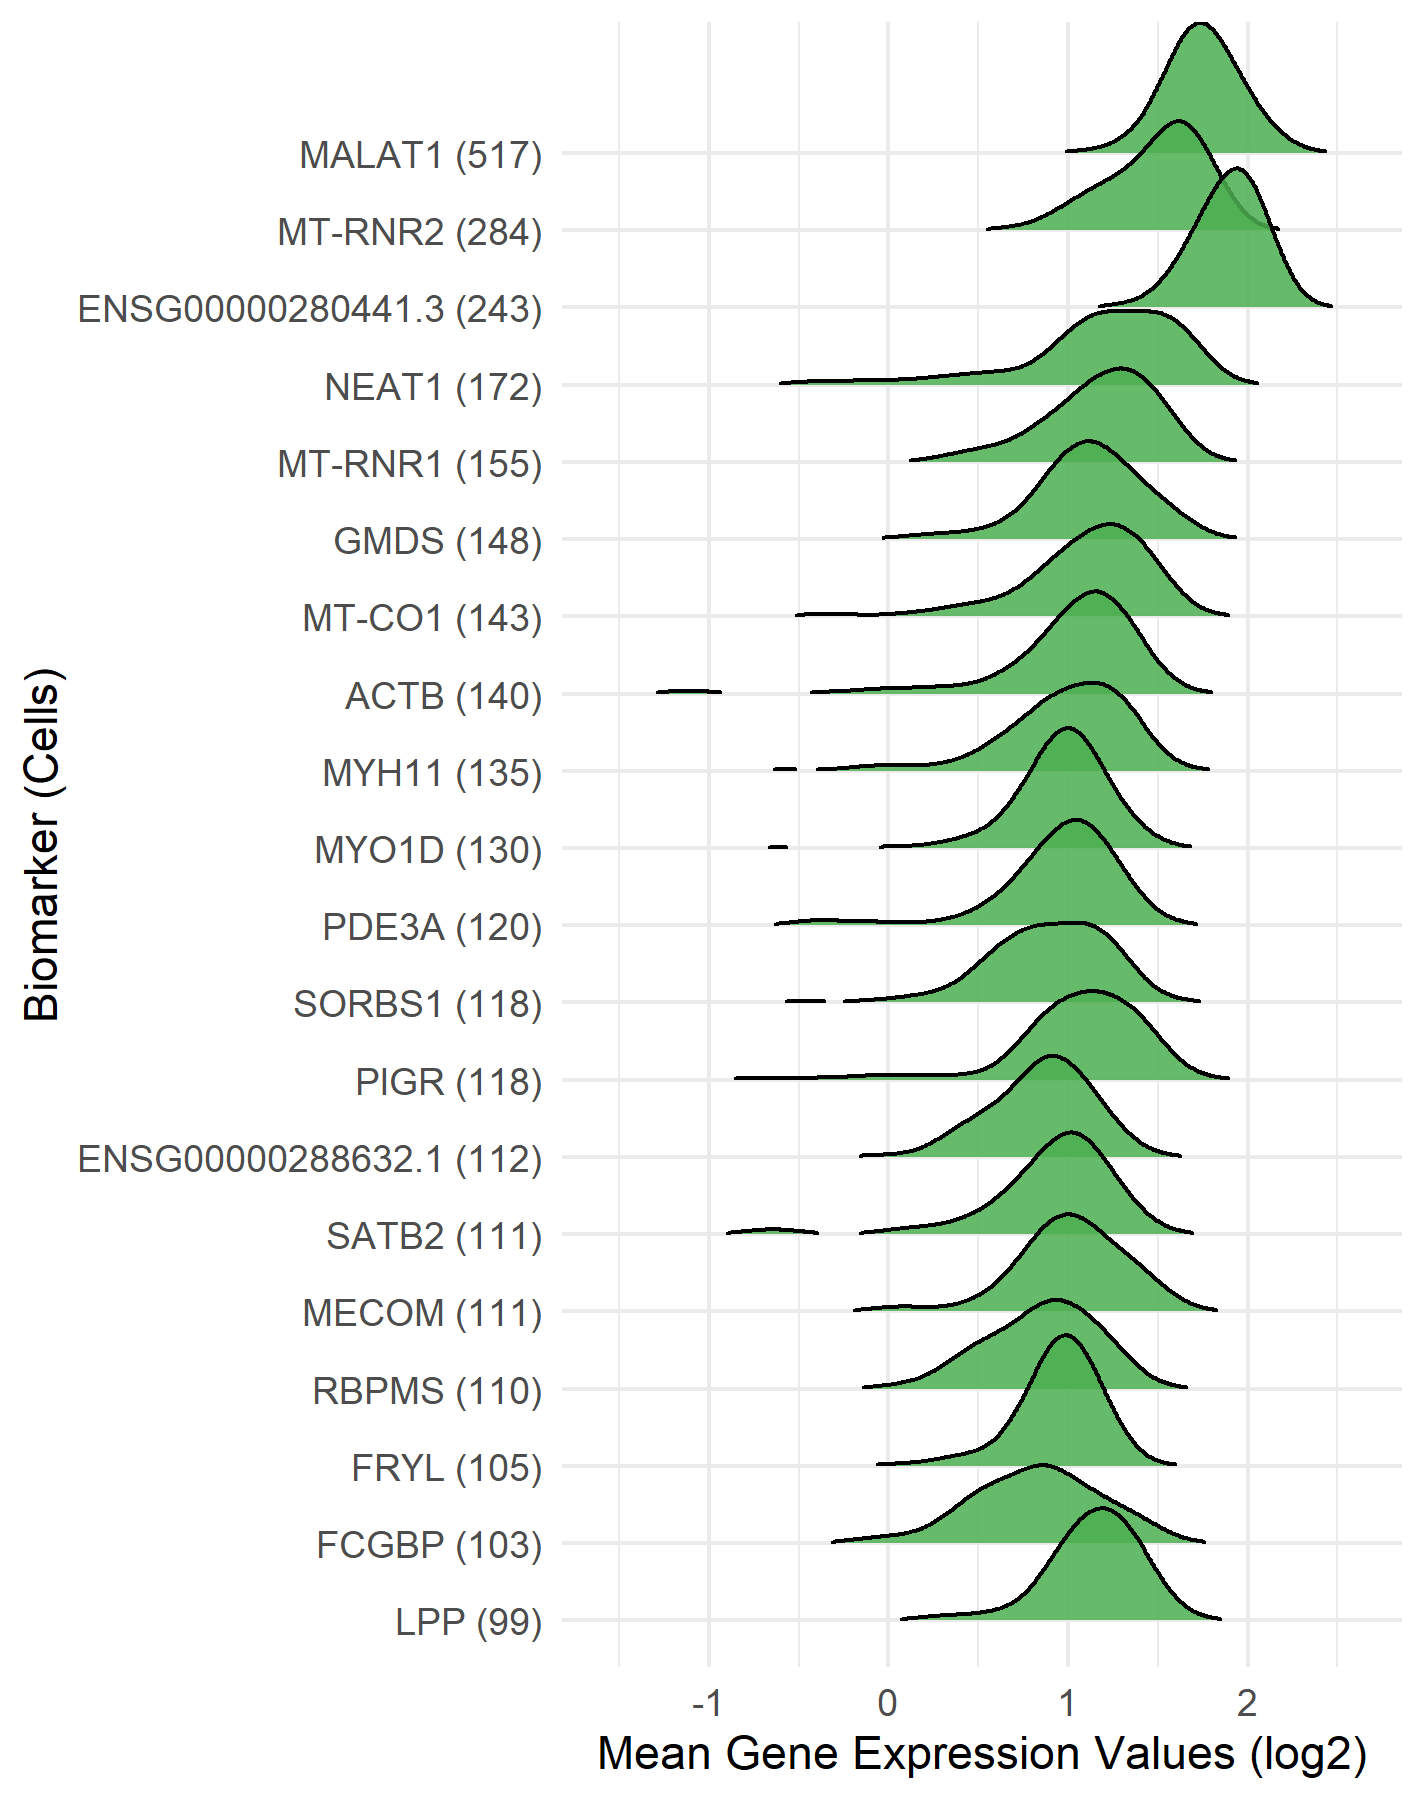 MALAT1 (517)
MT-RNR2 (284)
ENSG00000280441.3 (243)
NEAT1 (172)
MT-RNR1 (155)
GMDS (148)
MT-CO1 (143)
ACTB (140)
MYH11 (135)
MYO1D (130)
PDE3A (120)
SORBS1 (118)
PIGR (118)
ENSG00000288632.1 (112)
SATB2 (111)
MECOM (111)
RBPMS (110)
FRYL (105)
FCGBP (103)
LPP (99)
Biomarker (Cells)
-1 0 1 2
Mean Gene Expression Values (log2)